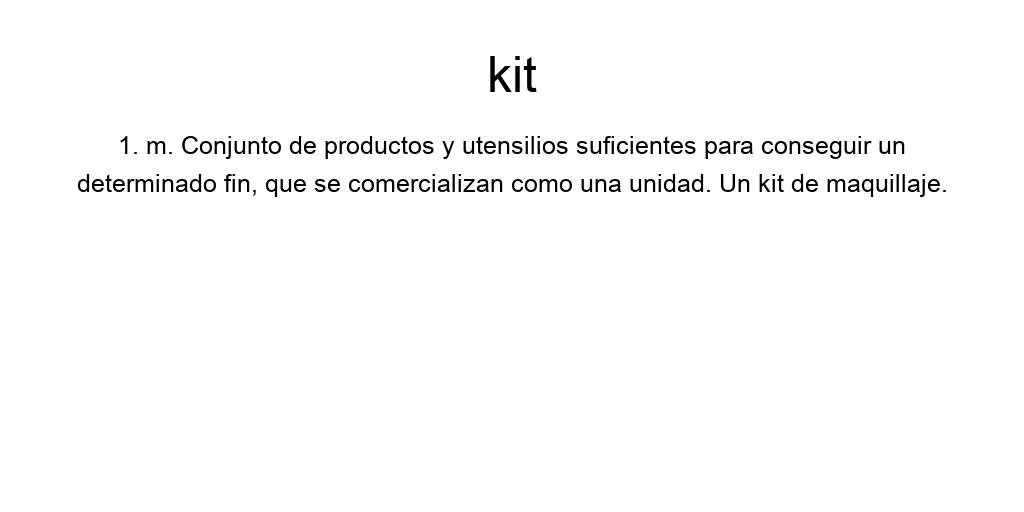 kit
1. m. Conjunto de productos y utensilios suficientes para conseguir un
determinado fin, que se comercializan como una unidad. Un kit de maquillaje.